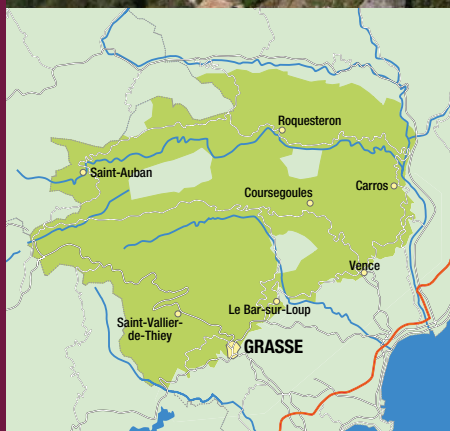 Roquesteron
Saint-Auban
Carros
Coursegoules
Vence
Le Bar-sur-Loup
Saint-Vallier-
de-Thiey
GRASSE